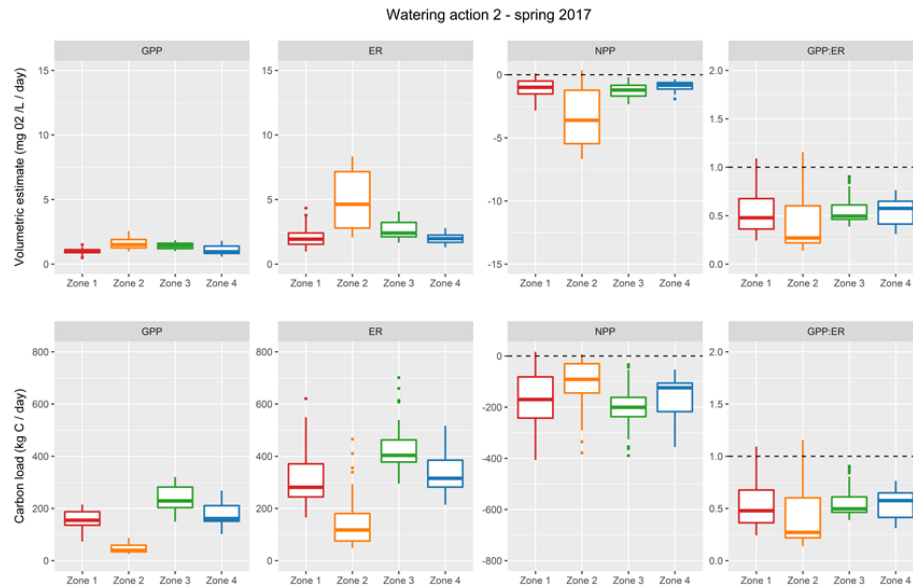 Watering action 2 - spring 2017
GPP
ER
NPP
GPP:ER
Volumetric estimate (mg 02 /L / day)
15
10
5
0
15
10
5
0
0
-5
-10
-15
2.0
1.5
1.0
0.5
0.0
Zone 1 Zone 2 Zone 3 Zone 4
Zone 1 Zone 2 Zone 3 Zone 4
Zone 1 Zone 2 Zone 3 Zone 4
Zone 1 Zone 2 Zone 3 Zone 4
GPP
ER
NPP
GPP:ER
Carbon load (kg C / day)
800
600
400
200
0
800
600
400
200
0
-0
-200
-400
-600
-800
2.0
1.5
1.0
0.5
0.0
Zone 1 Zone 2 Zone 3 Zone 4
Zone 1 Zone 2 Zone 3 Zone 4
Zone 1 Zone 2 Zone 3 Zone 4
Zone 1 Zone 2 Zone 3 Zone 4